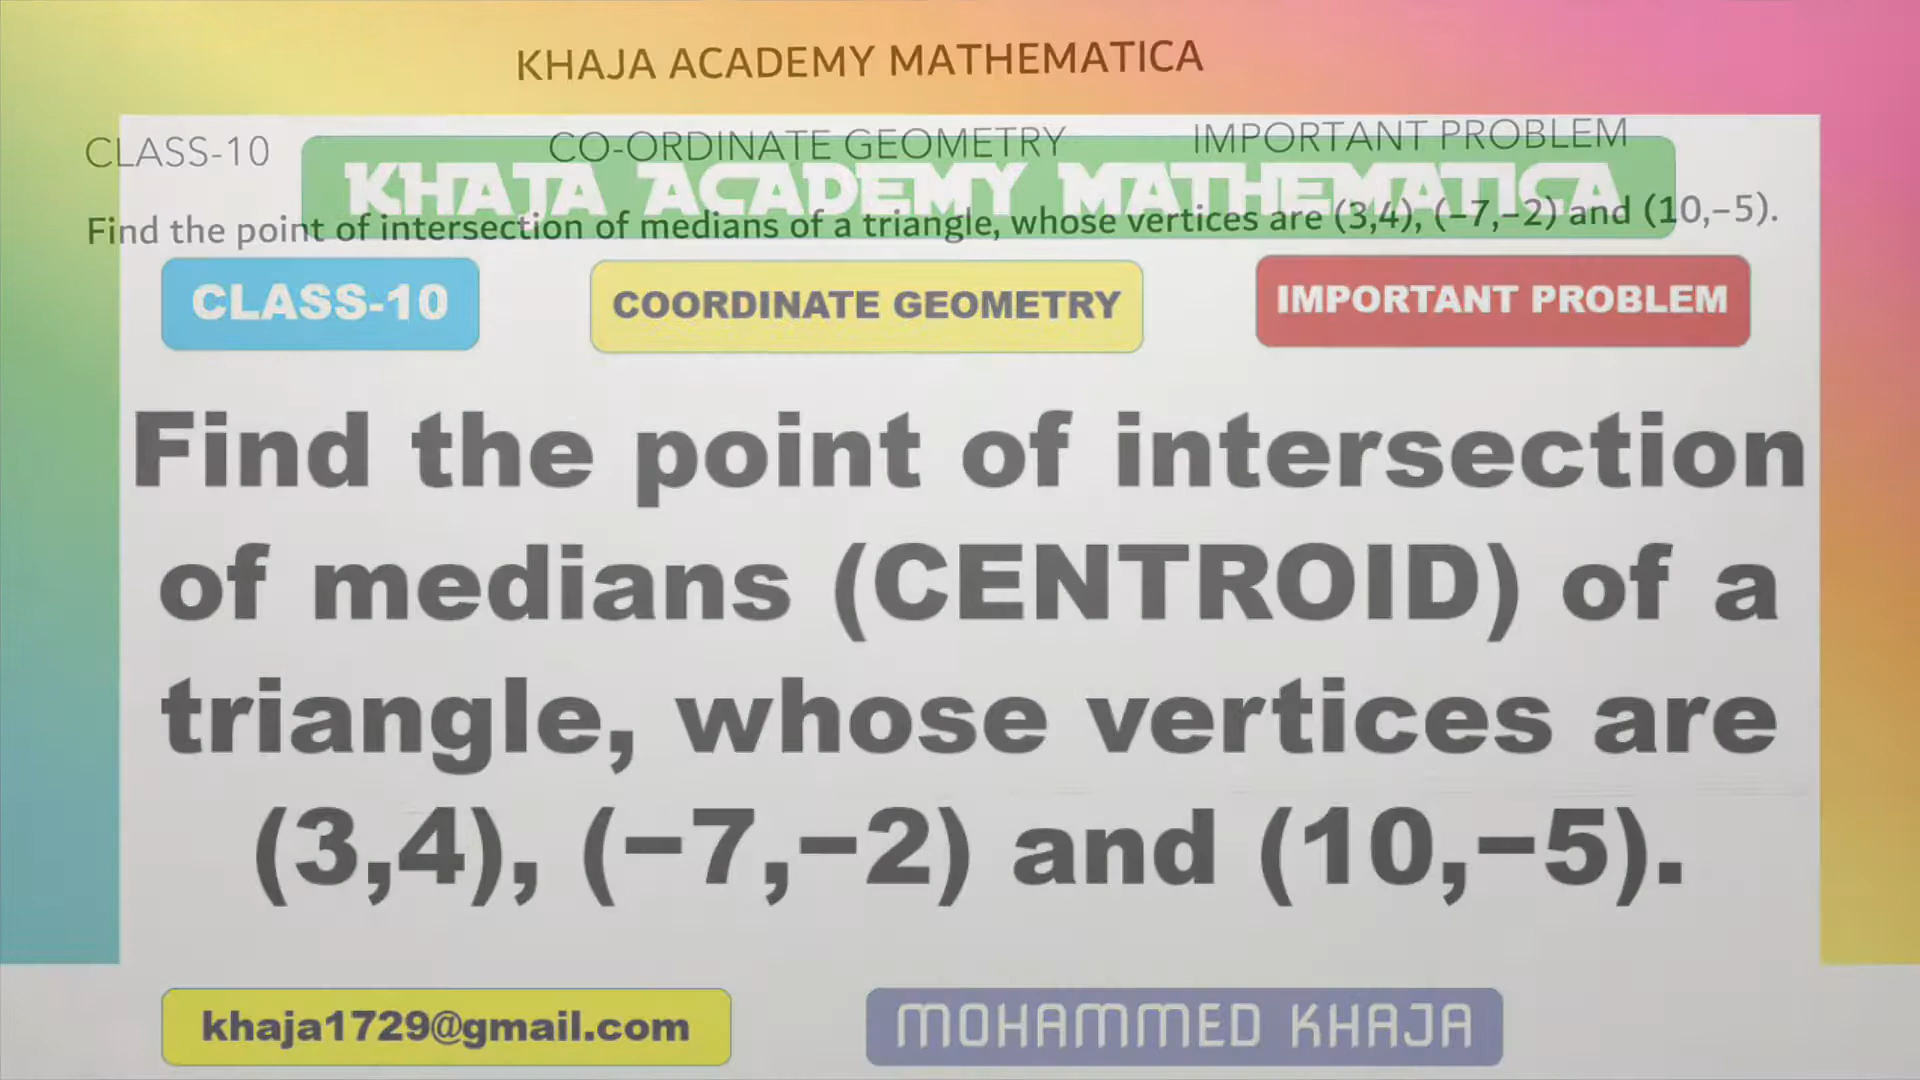 KHAJA ACADEMY MATHEMATICA
CLASS-10 CO-ORDINATE GEOMETRY IMPORTANT PROBLEM
KHAJA ACADEMY MATHEMATICA
Find the point of intersection of medians of a triangle, whose vertices are (3,4), (−7,−2) and (10,−5).
CLASS-10 COORDINATE GEOMETRY IMPORTANT PROBLEM
Find the point of intersection
of medians (CENTROID) of a
triangle, whose vertices are
(3,4), (−7,−2) and (10,−5).
khaja1729@gmail.com MOHAMMED KHAJA